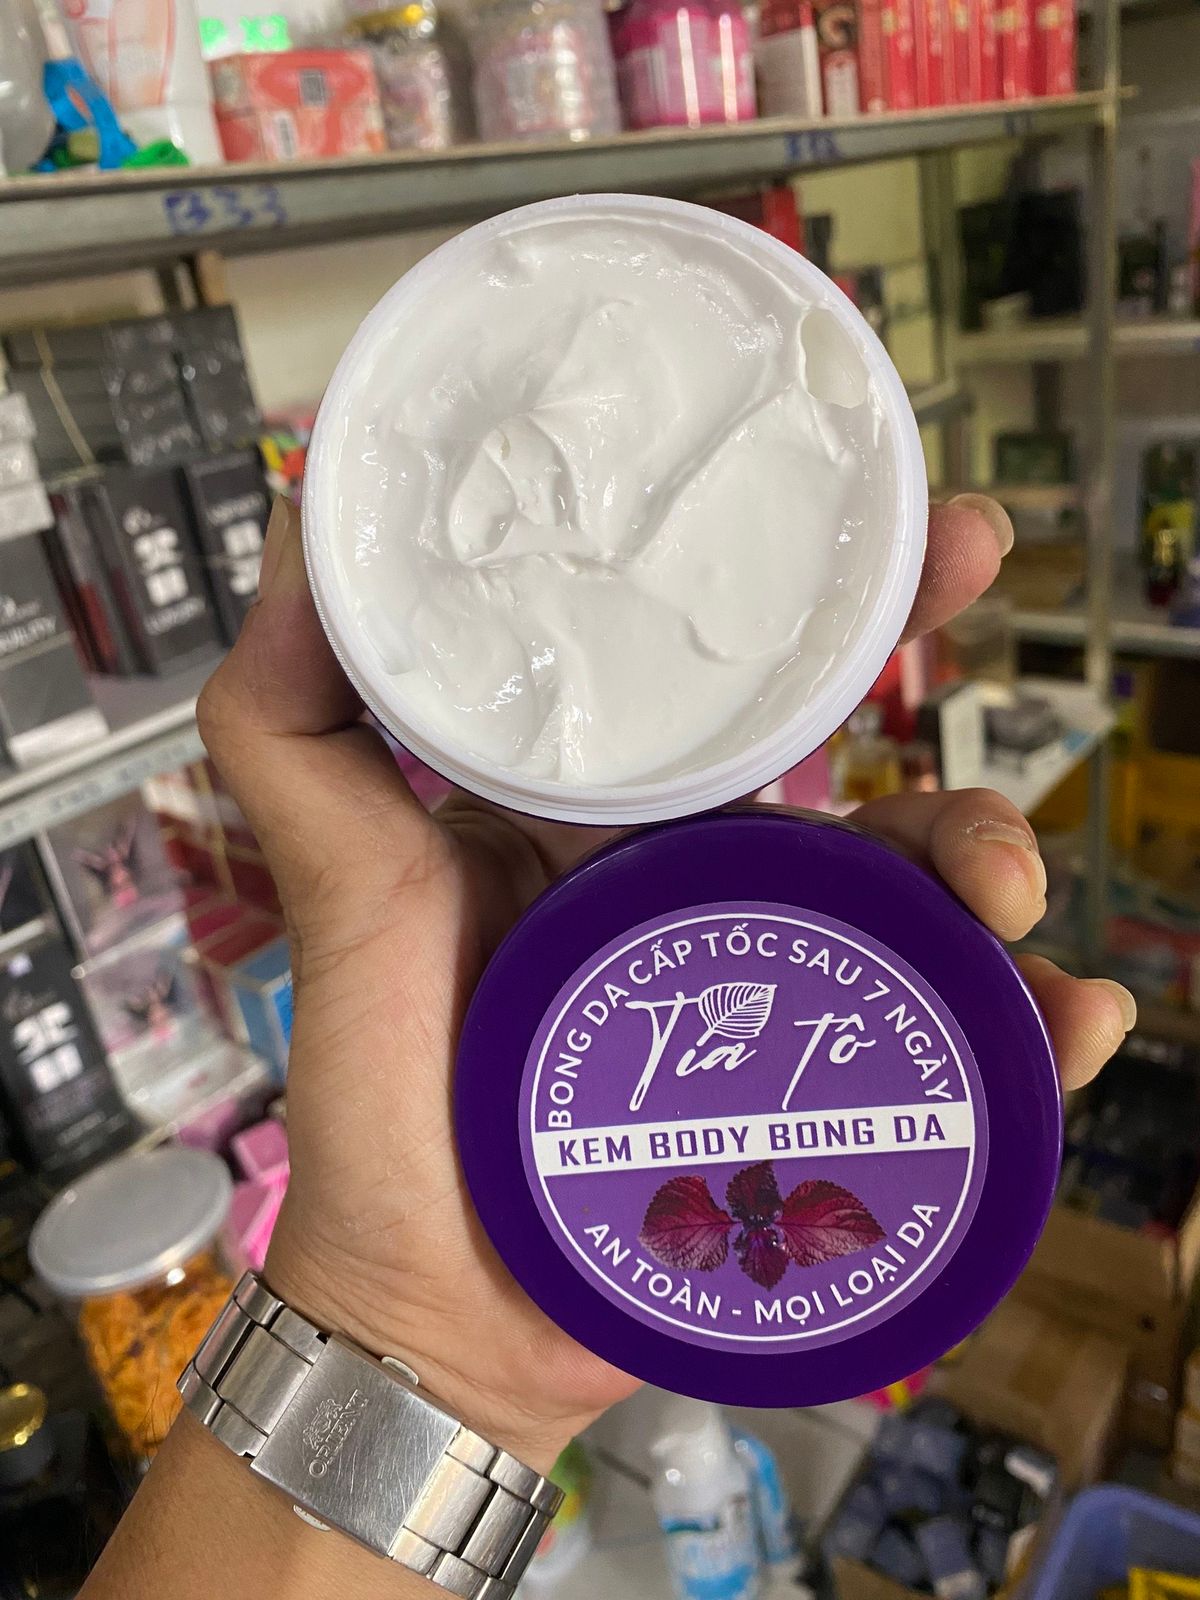 B33
BONG DA CẤP TỐC SAU 7 NGÀY
Tía Tô
KEM BODY BONG DA
AN TOÀN - MỌI LOẠI DA
ORIENT
LUXURY